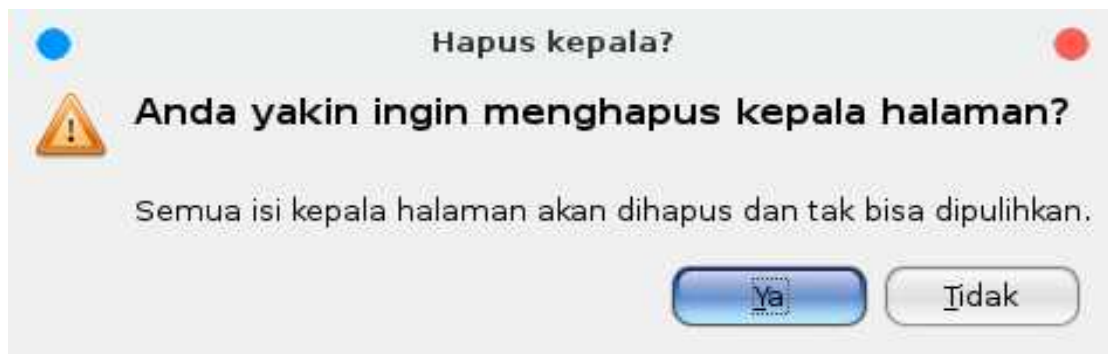 Hapus kepala?
Anda yakin ingin menghapus kepala halaman?
Semua isi kepala halaman akan dihapus dan tak bisa dipulihkan.
Ya Tidak